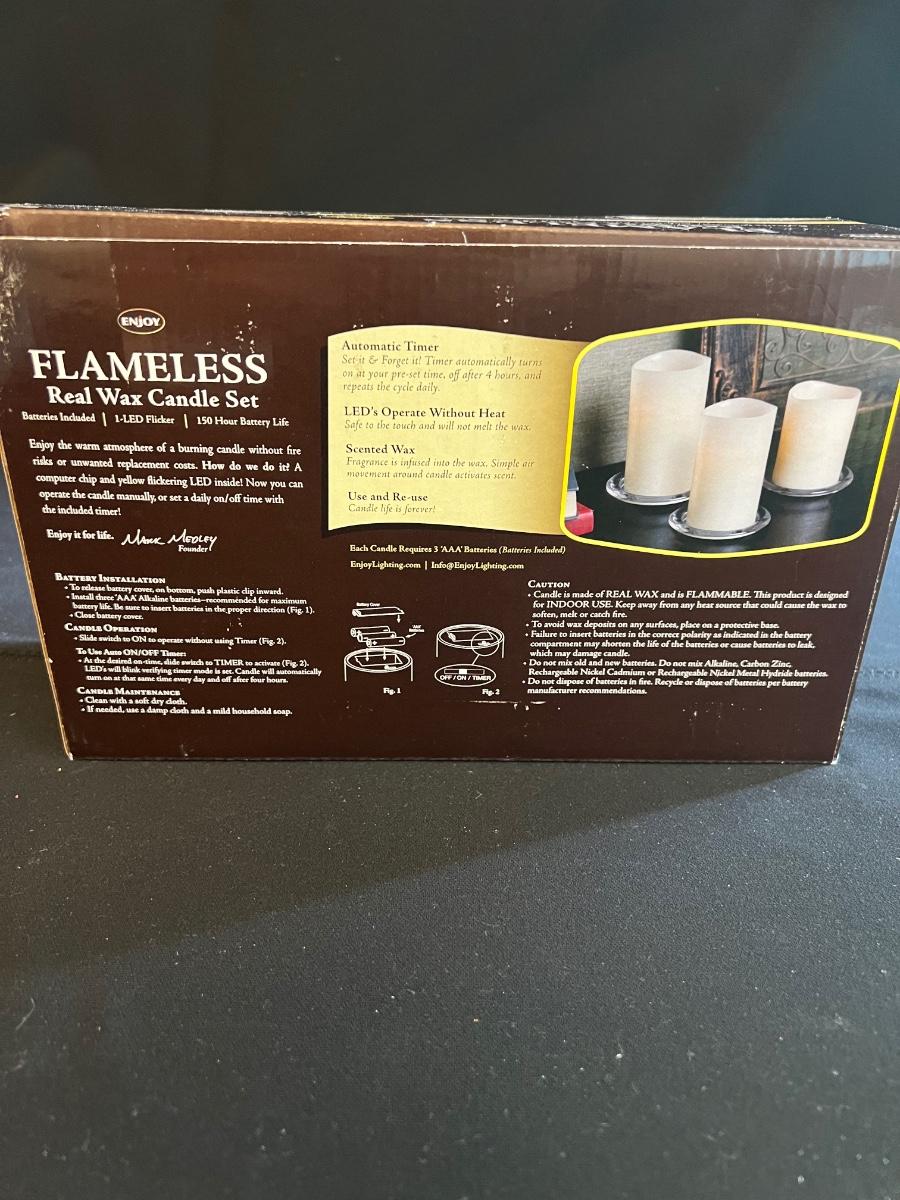 ENJOY
FLAMELESS
Real Wax Candle Set
Batteries Included | 1-LED Flicker | 150 Hour Battery Life
Enjoy the warm atmosphere of a burning candle without fire
risks or unwanted replacement costs. How do we do it? A
computer chip and yellow flickering LED inside! Now you can
operate the candle manually, or set a daily on/off time with
the included timer!
Enjoy it for life. Mark Medley
Founder
Automatic Timer
Set it & Forget it! Timer automatically turns
on at your pre-set time, off after 4 hours, and
repeats the cycle daily.
LED's Operate Without Heat
Safe to the touch and will not melt the wax.
Scented Wax
Fragrance is infused into the wax. Simple air
movement around candle activates scent.
Use and Re-use
Candle life is forever!
Each Candle Requires 3 'AAA' Batteries (Batteries Included)
EnjoyLighting.com | Info@EnjoyLighting.com
BATTERY INSTALLATION
• To release battery cover, on bottom, push plastic clip inward.
• Install three 'AAA' Alkaline batteries–recommended for maximum
battery life. Be sure to insert batteries in the proper direction (Fig. 1).
• Close battery cover.
CANDLE OPERATION
• Slide switch to ON to operate without using Timer (Fig. 2).
To Use Auto ON/OFF Timer:
• At the desired on-time, slide switch to TIMER to activate (Fig. 2).
LED's will blink verifying timer mode is set. Candle will automatically
turn on at that same time every day and off after four hours.
CANDLE MAINTENANCE
• Clean with a soft dry cloth.
• If needed, use a damp cloth and a mild household soap.
Battery Cover
'AAA'
Batteries
Fig. 1
OFF / ON / TIMER
Fig. 2
CAUTION
• Candle is made of REAL WAX and is FLAMMABLE. This product is designed
for INDOOR USE. Keep away from any heat source that could cause the wax to
soften, melt or catch fire.
• To avoid wax deposits on any surfaces, place on a protective base.
• Failure to insert batteries in the correct polarity as indicated in the battery
compartment may shorten the life of the batteries or cause batteries to leak,
which may damage candle.
• Do not mix old and new batteries. Do not mix Alkaline, Carbon Zinc,
Rechargeable Nickel Cadmium or Rechargeable Nickel Metal Hydride batteries.
• Do not dispose of batteries in fire. Recycle or dispose of batteries per battery
manufacturer recommendations.